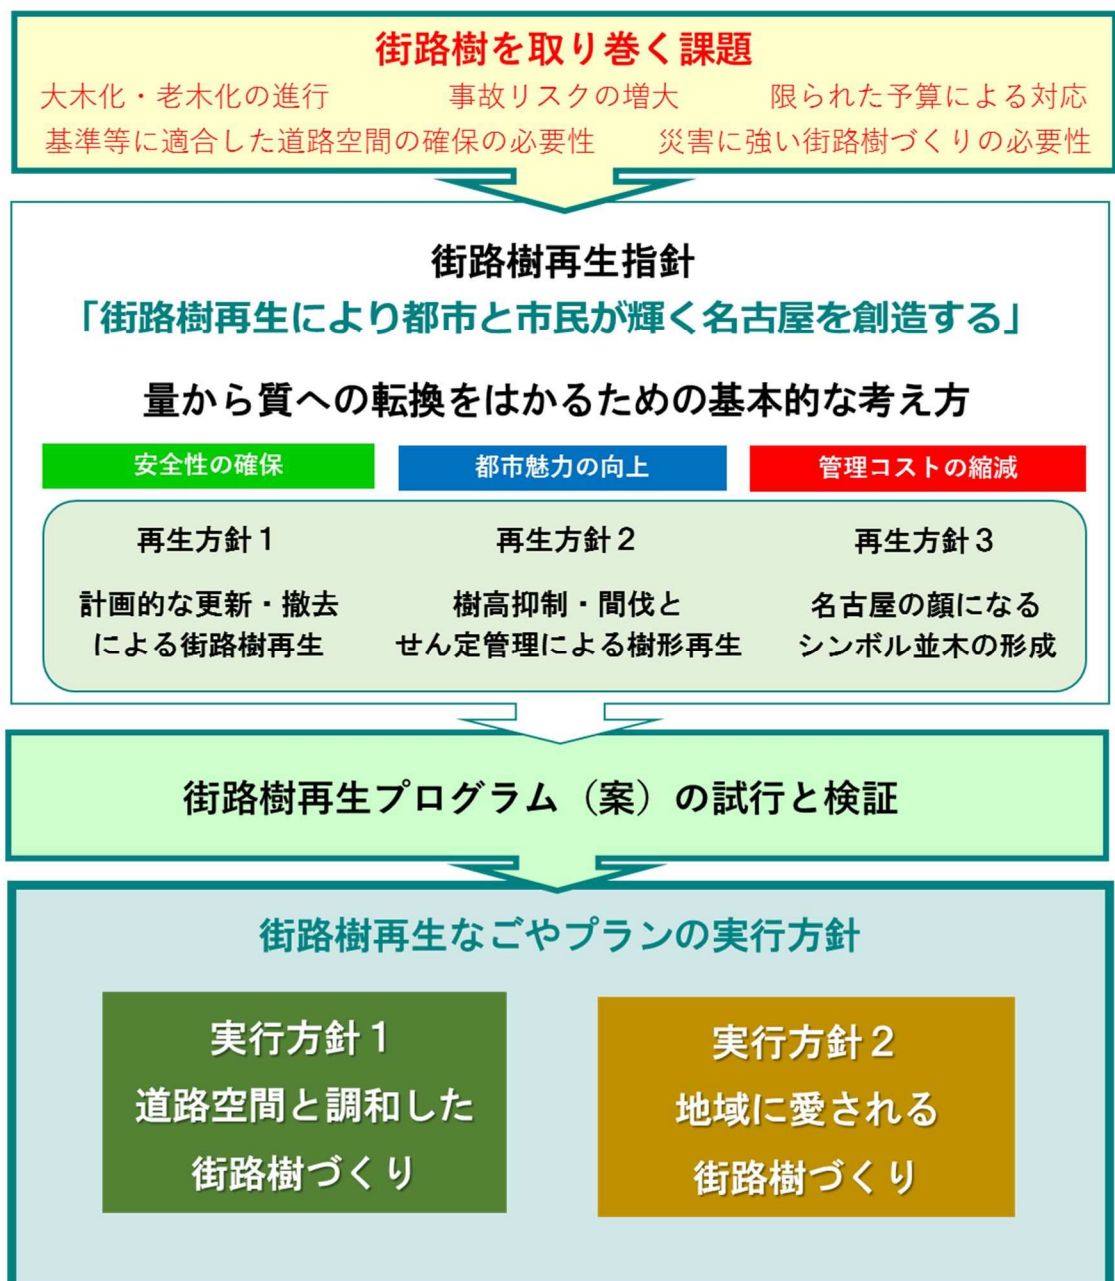 街路樹を取り巻く課題
大木化・老木化の進行 事故リスクの増大 限られた予算による対応
基準等に適合した道路空間の確保の必要性 災害に強い街路樹づくりの必要性
街路樹再生指針
「街路樹再生により都市と市民が輝く名古屋を創造する」
量から質への転換をはかるための基本的な考え方
安全性の確保 都市魅力の向上 管理コストの縮減
再生方針１
計画的な更新・撤去
による街路樹再生
再生方針２
樹高抑制・間伐と
せん定管理による樹形再生
再生方針３
名古屋の顔になる
シンボル並木の形成
街路樹再生プログラム（案）の試行と検証
街路樹再生なごやプランの実行方針
実行方針１
道路空間と調和した
街路樹づくり
実行方針２
地域に愛される
街路樹づくり